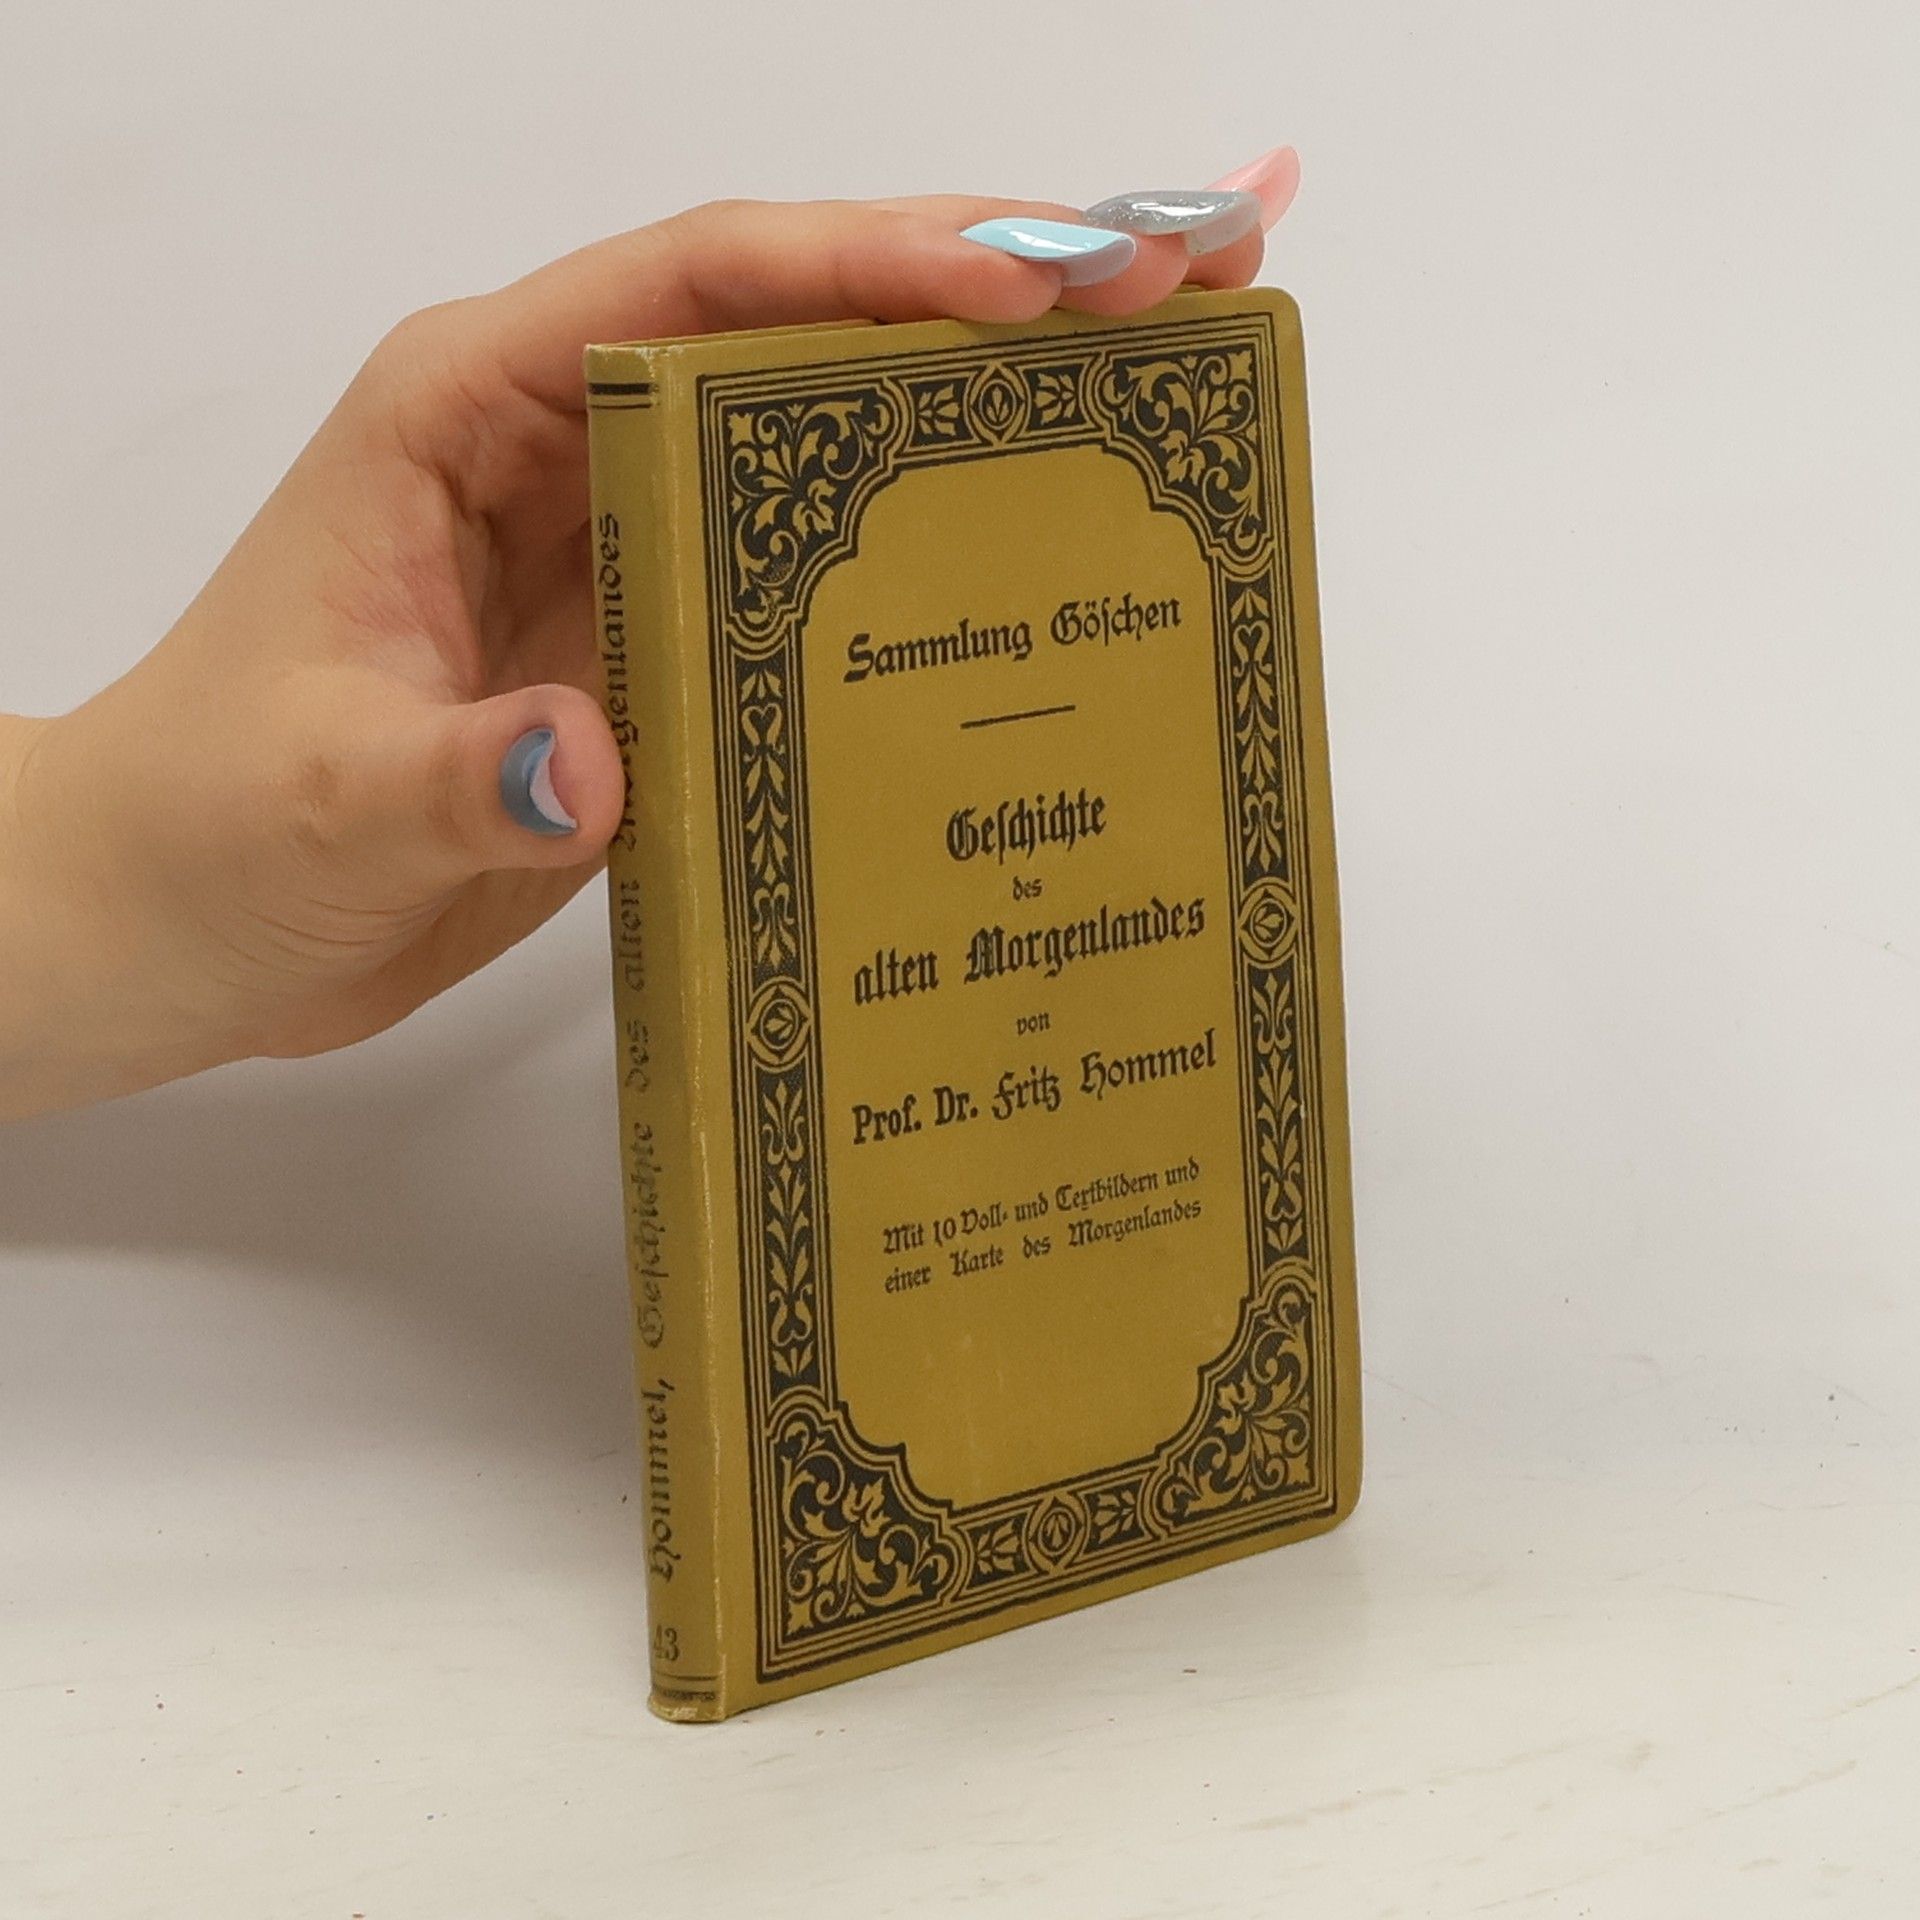 Sammlung Göſchen
Geſchichte
des
alten Morgenlandes
von
Prof. Dr. Fritz Hommel
Mit 10 Voll- und Textbildern und
einer Karte des Morgenlandes
Hommel, Geſchichte des alten Morgenlandes
43